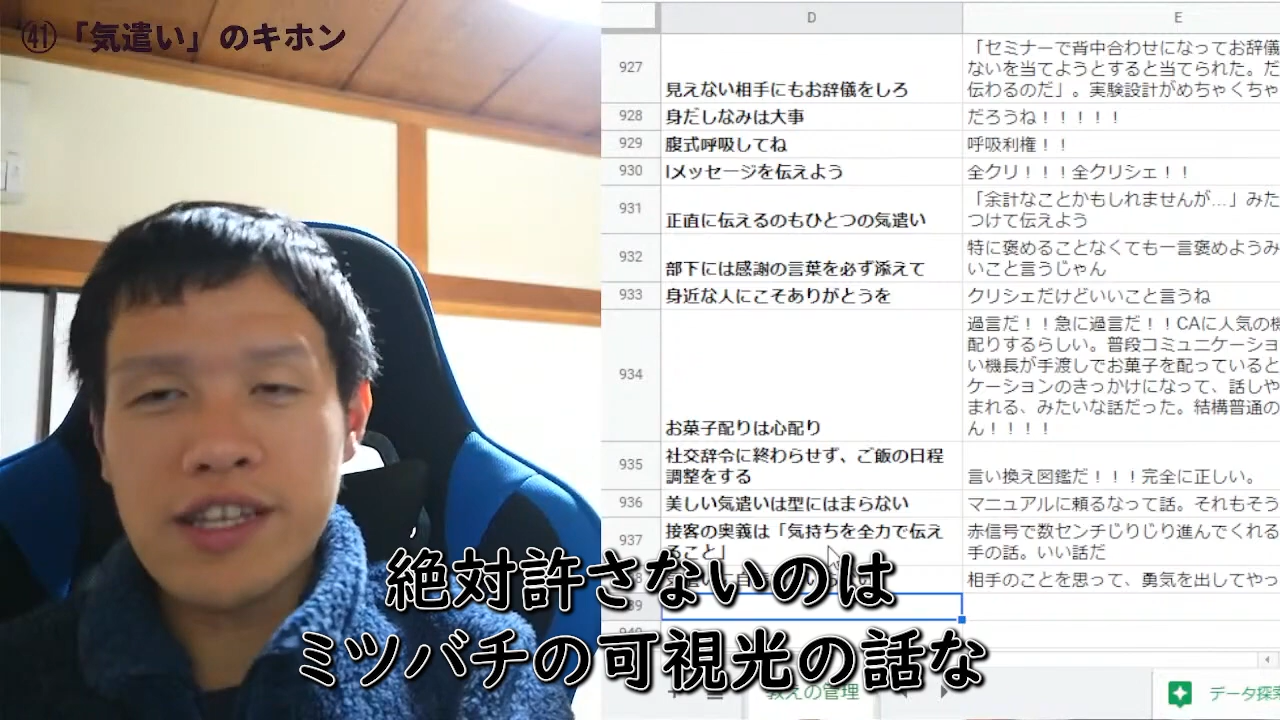 ㊶「気遣い」のキホン
D
E
927
見えない相手にもお辞儀をしろ
「セミナーで背中合わせになってお辞儀
ないを当てようとすると当てられた。だ
伝わるのだ」。実験設計がめちゃくちゃ
928
身だしなみは大事
だろうね！！！！！
929
腹式呼吸してね
呼吸利権！！
930
Iメッセージを伝えよう
全クリ！！！全クリシェ！！
931
正直に伝えるのもひとつの気遣い
「余計なことかもしれませんが…」みた
つけて伝えよう
932
部下には感謝の言葉を必ず添えて
特に褒めることなくても一言褒めようみ
いこと言うじゃん
933
身近な人にこそありがとうを
クリシェだけどいいこと言うね
934
お菓子配りは心配り
過言だ！！急に過言だ！！CAに人気の機
配りするらしい。普段コミュニケーショ
い機長が手渡しでお菓子を配っていると
ケーションのきっかけになって、話しや
まれる、みたいな話だった。結構普通の
ん！！！！
935
社交辞令に終わらせず、ご飯の日程
調整をする
言い換え図鑑だ！！！完全に正しい。
936
美しい気遣いは型にはまらない
マニュアルに頼るなって話。それもそう
937
接客の奥義は「気持ちを全力で伝え
ること」
赤信号で数センチじりじり進んでくれる
手の話。いい話だ
相手のことを思って、勇気を出してやっ
絶対許さないのは
ミツバチの可視光の話な
教えの管理
データ探索